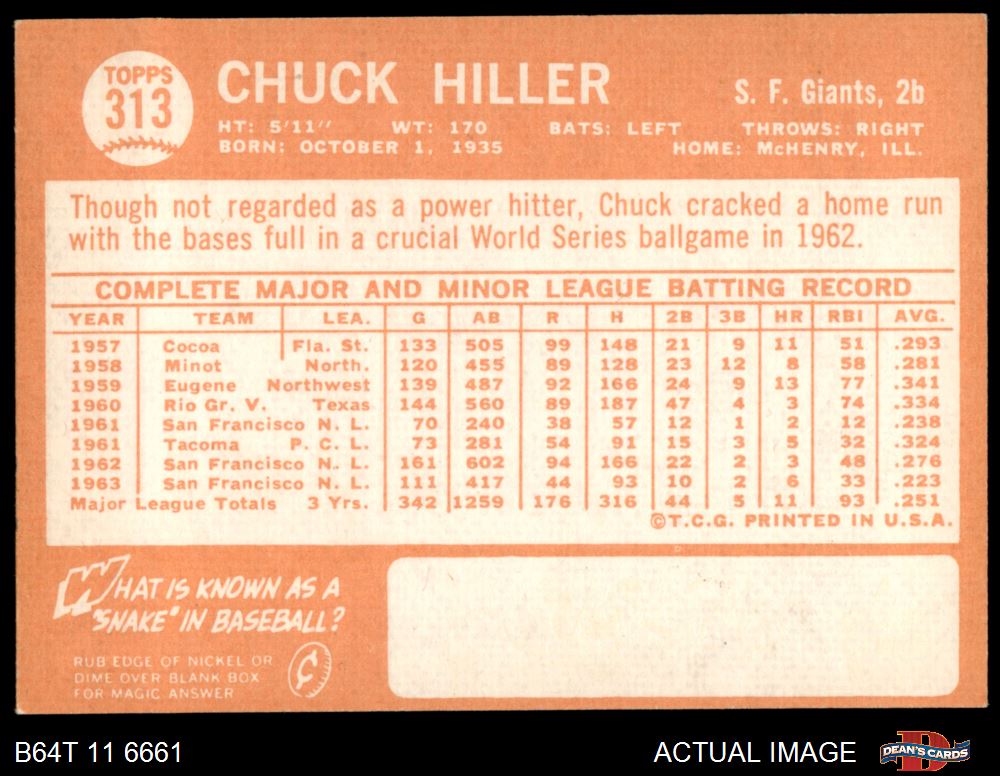 TOPPS
313
CHUCK HILLER
S. F. Giants, 2b
HT: 5'11" WT: 170 BATS: LEFT THROWS: RIGHT
BORN: OCTOBER 1, 1935 HOME: McHENRY, ILL.
Though not regarded as a power hitter, Chuck cracked a home run
with the bases full in a crucial World Series ballgame in 1962.
COMPLETE MAJOR AND MINOR LEAGUE BATTING RECORD
YEAR TEAM LEA. G AB R H 2B 3B HR RBI AVG.
1957 Cocoa Fla. St. 133 505 99 148 21 9 11 51 .293
1958 Minot North. 120 455 89 128 23 12 8 58 .281
1959 Eugene Northwest 139 487 92 166 24 9 13 77 .341
1960 Rio Gr. V. Texas 144 560 89 187 47 4 3 74 .334
1961 San Francisco N. L. 70 240 38 57 12 1 2 12 .238
1961 Tacoma P. C. L. 73 281 54 91 15 3 5 32 .324
1962 San Francisco N. L. 161 602 94 166 22 2 3 48 .276
1963 San Francisco N. L. 111 417 44 93 10 2 6 33 .223
Major League Totals 3 Yrs. 342 1259 176 316 44 5 11 93 .251
©T.C.G. PRINTED IN U.S.A.
WHAT IS KNOWN AS A
"SNAKE" IN BASEBALL?
RUB EDGE OF NICKEL OR
DIME OVER BLANK BOX
FOR MAGIC ANSWER
¢
B64T 11 6661
ACTUAL IMAGE
D
DEAN'S CARDS